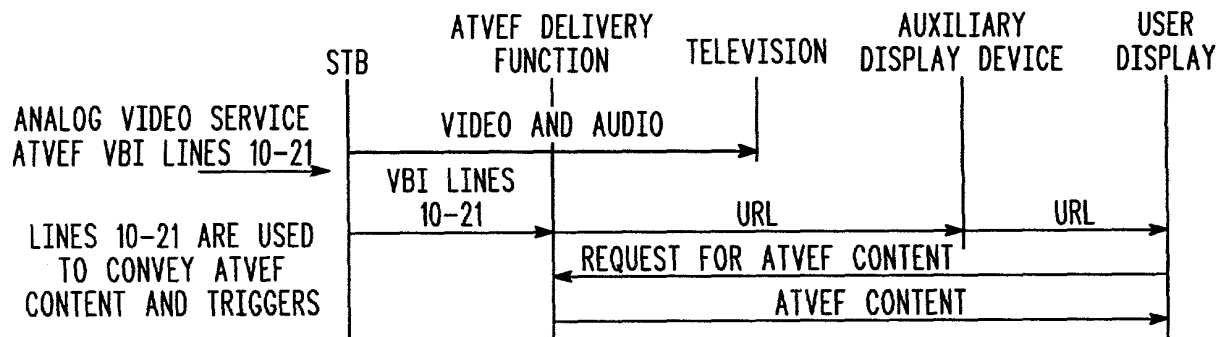 STB
ATVEF DELIVERY
FUNCTION
TELEVISION
AUXILIARY
DISPLAY DEVICE
USER
DISPLAY
ANALOG VIDEO SERVICE
ATVEF VBI LINES 10-21
VIDEO AND AUDIO
VBI LINES
10-21
URL
URL
LINES 10-21 ARE USED
TO CONVEY ATVEF
CONTENT AND TRIGGERS
REQUEST FOR ATVEF CONTENT
ATVEF CONTENT